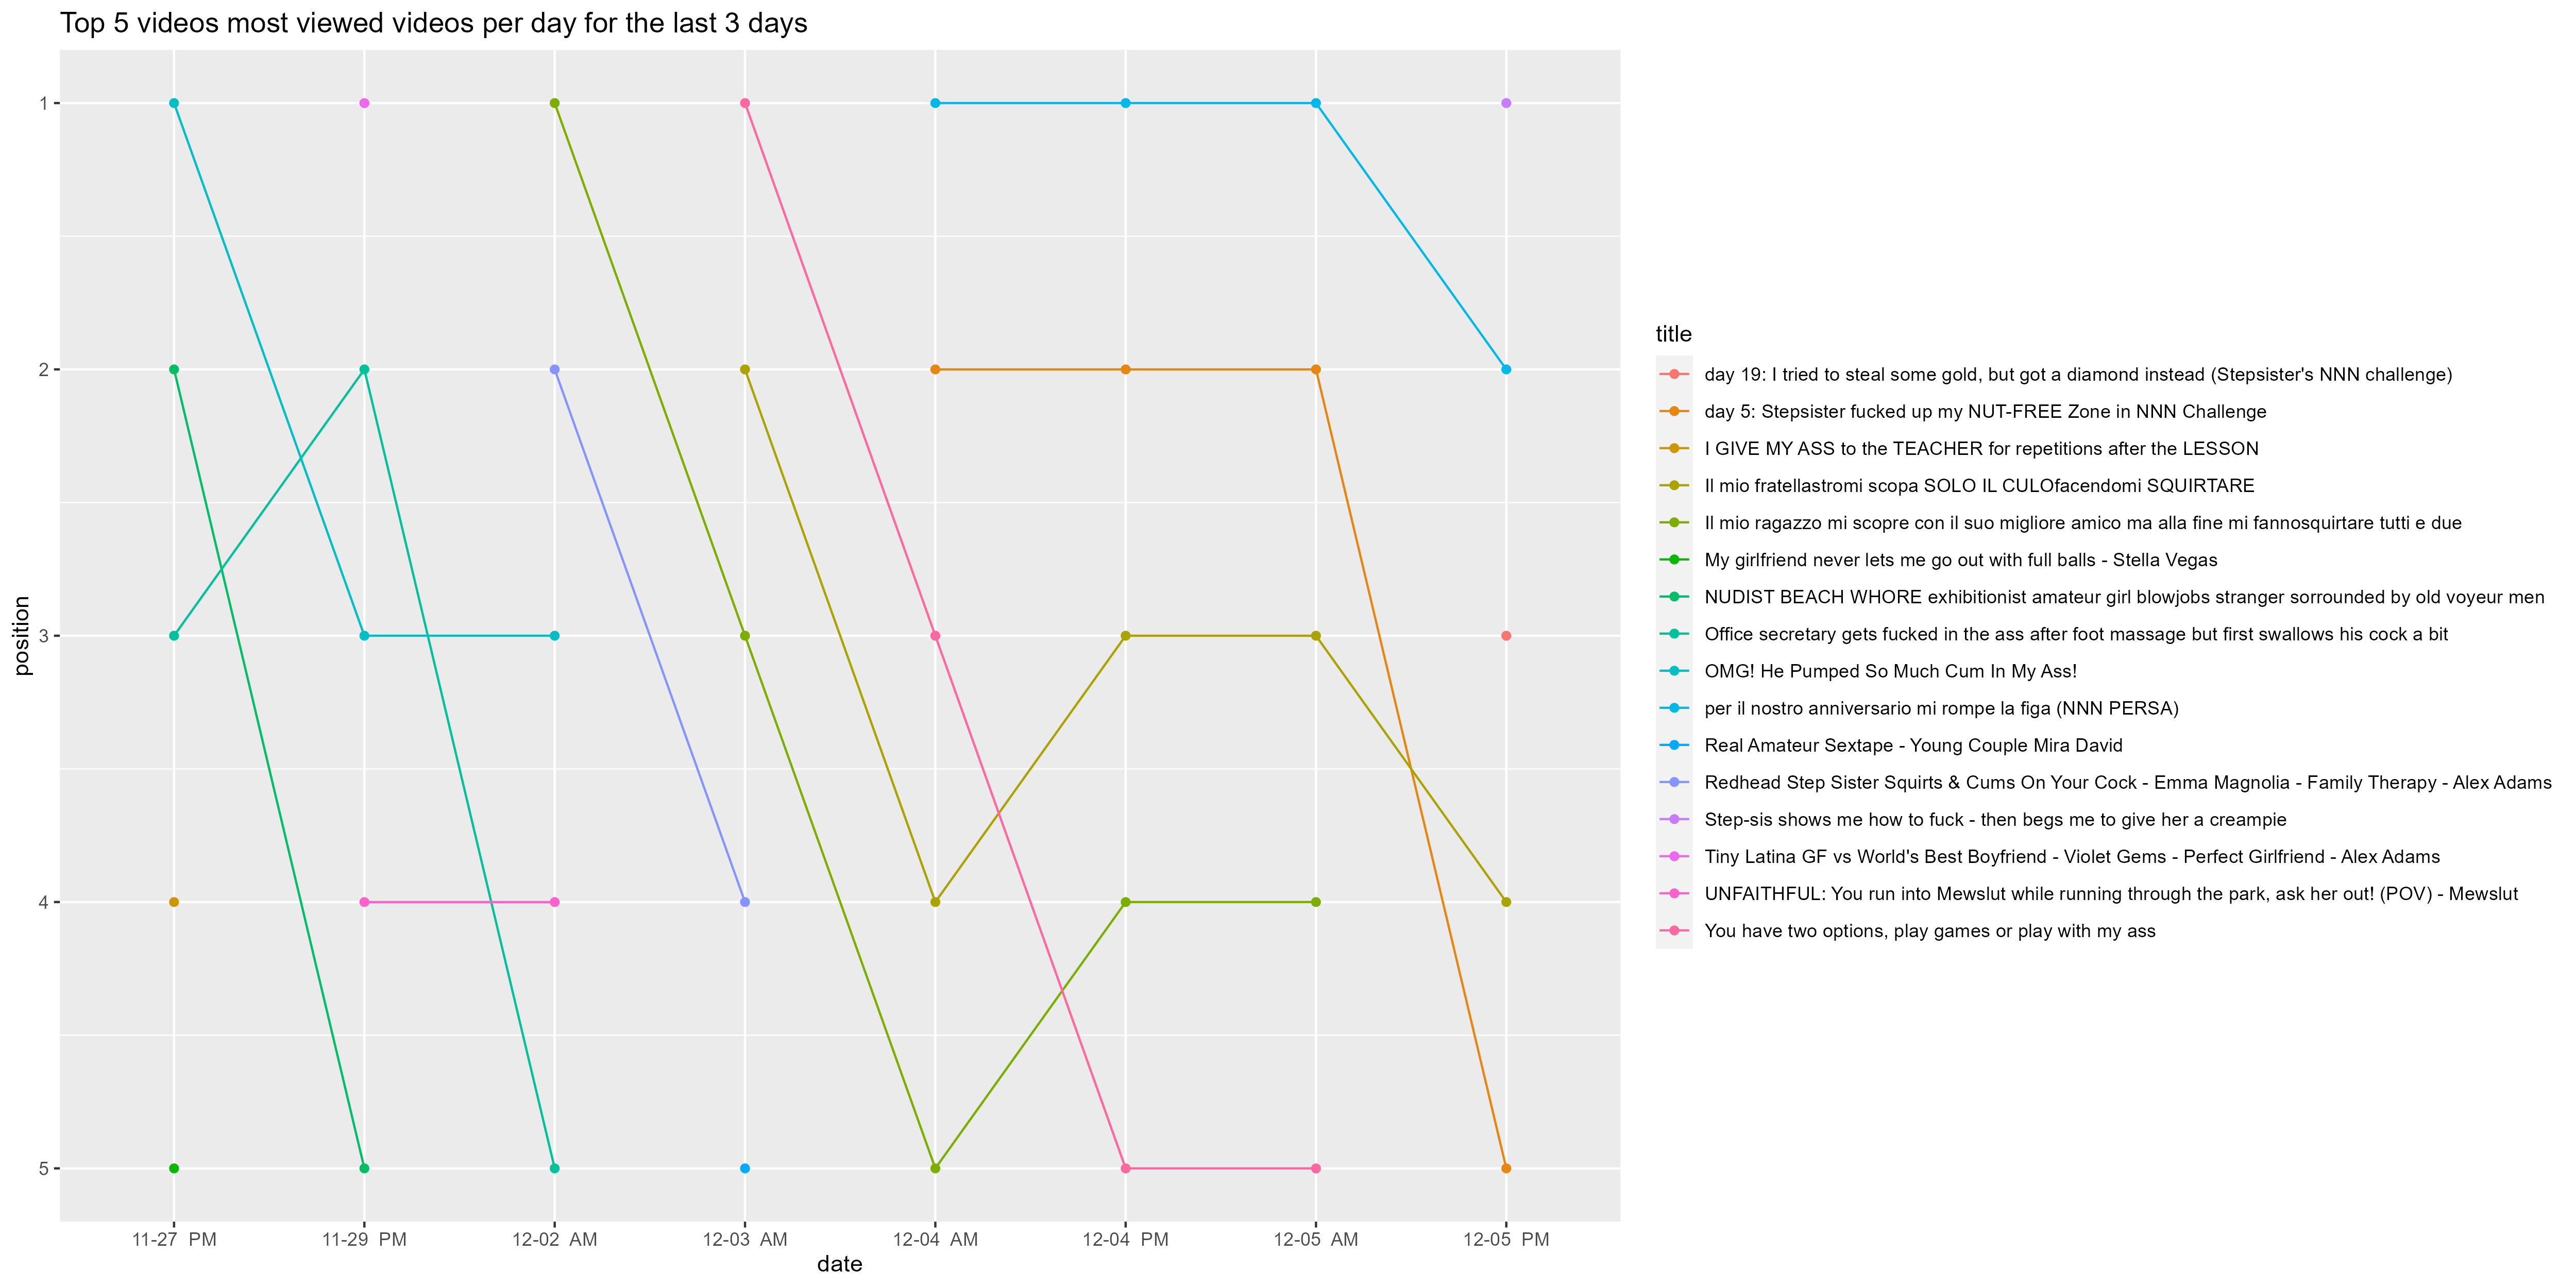 Top 5 videos most viewed videos per day for the last 3 days
position
1
2
3
4
5
11-27 PM
11-29 PM
12-02 AM
12-03 AM
12-04 AM
12-04 PM
12-05 AM
12-05 PM
date
title
day 19: I tried to steal some gold, but got a diamond instead (Stepsister's NNN challenge)
day 5: Stepsister fucked up my NUT-FREE Zone in NNN Challenge
I GIVE MY ASS to the TEACHER for repetitions after the LESSON
Il mio fratellastromi scopa SOLO IL CULOfacendomi SQUIRTARE
Il mio ragazzo mi scopre con il suo migliore amico ma alla fine mi fannosquirtare tutti e due
My girlfriend never lets me go out with full balls - Stella Vegas
NUDIST BEACH WHORE exhibitionist amateur girl blowjobs stranger sorrounded by old voyeur men
Office secretary gets fucked in the ass after foot massage but first swallows his cock a bit
OMG! He Pumped So Much Cum In My Ass!
per il nostro anniversario mi rompe la figa (NNN PERSA)
Real Amateur Sextape - Young Couple Mira David
Redhead Step Sister Squirts & Cums On Your Cock - Emma Magnolia - Family Therapy - Alex Adams
Step-sis shows me how to fuck - then begs me to give her a creampie
Tiny Latina GF vs World's Best Boyfriend - Violet Gems - Perfect Girlfriend - Alex Adams
UNFAITHFUL: You run into Mewslut while running through the park, ask her out! (POV) - Mewslut
You have two options, play games or play with my ass